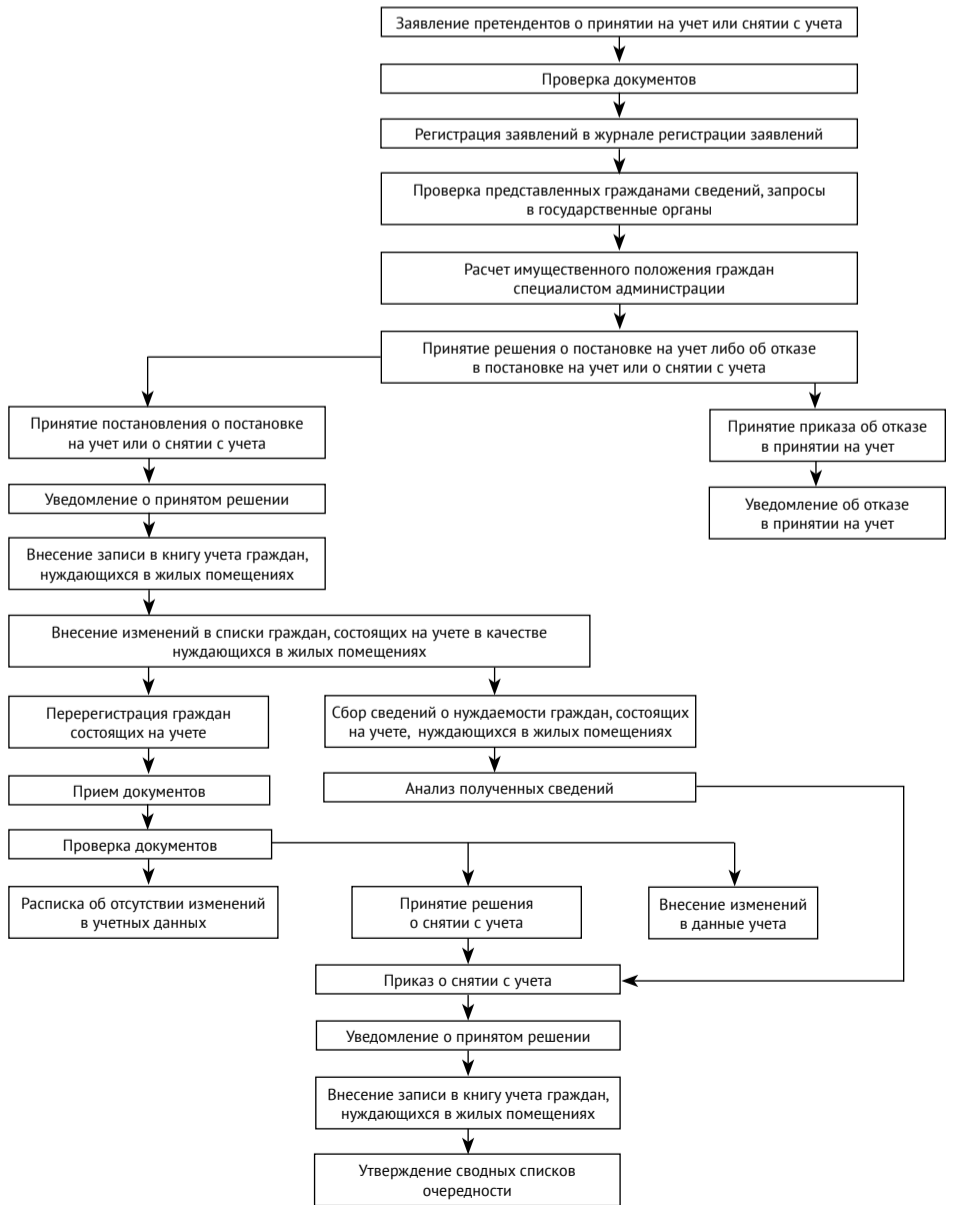 Заявление претендентов о принятии на учет или снятии с учета
Проверка документов
Регистрация заявлений в журнале регистрации заявлений
Проверка представленных гражданами сведений, запросы
в государственные органы
Расчет имущественного положения граждан
специалистом администрации
Принятие решения о постановке на учет либо об отказе
в постановке на учет или о снятии с учета
Принятие постановления о постановке
на учет или о снятии с учета
Принятие приказа об отказе
в принятии на учет
Уведомление о принятом решении
Уведомление об отказе
в принятии на учет
Внесение записи в книгу учета граждан,
нуждающихся в жилых помещениях
Внесение изменений в списки граждан, состоящих на учете в качестве
нуждающихся в жилых помещениях
Перерегистрация граждан
состоящих на учете
Сбор сведений о нуждаемости граждан, состоящих
на учете, нуждающихся в жилых помещениях
Прием документов
Анализ полученных сведений
Проверка документов
Расписка об отсутствии изменений
в учетных данных
Принятие решения
о снятии с учета
Внесение изменений
в данные учета
Приказ о снятии с учета
Уведомление о принятом решении
Внесение записи в книгу учета граждан,
нуждающихся в жилых помещениях
Утверждение сводных списков
очередности